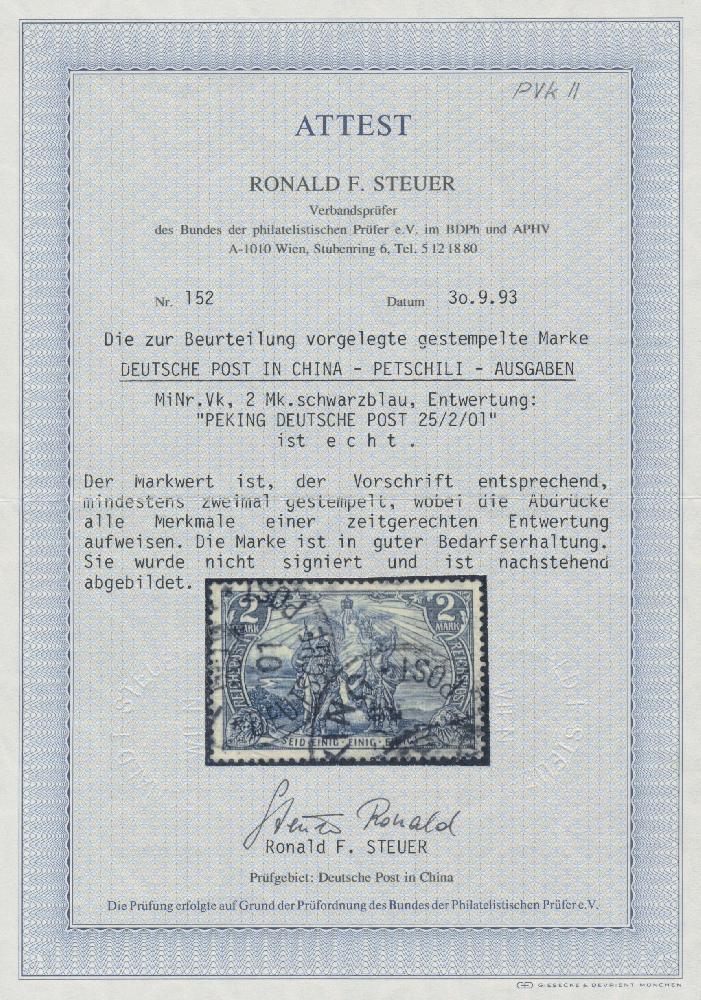 PVk II
ATTEST
RONALD F. STEUER
Verbandsprüfer
des Bundes der philatelistischen Prüfer e.V. im BDPh und APHV
A-1010 Wien, Stubenring 6, Tel. 5 12 18 80
Nr. 152 Datum 3o.9.93
Die zur Beurteilung vorgelegte gestempelte Marke
DEUTSCHE POST IN CHINA - PETSCHILI - AUSGABEN
MiNr.Vk, 2 Mk.schwarzblau, Entwertung:
"PEKING DEUTSCHE POST 25/2/01"
ist e c h t .
Der Markwert ist, der Vorschrift entsprechend,
mindestens zweimal gestempelt, wobei die Abdrücke
alle Merkmale einer zeitgerechten Entwertung
aufweisen. Die Marke ist in guter Bedarfserhaltung.
Sie wurde nicht signiert und ist nachstehend
abgebildet.
2 2
MARK MARK
REICHSPOST REICHSPOST
POST
01
POST
SEID EINIG · EINIG ·
Steuer Ronald
Ronald F. STEUER
Prüfgebiet: Deutsche Post in China
Die Prüfung erfolgte auf Grund der Prüfordnung des Bundes der Philatelistischen Prüfer e.V.
GIESECKE & DEVRIENT MÜNCHEN